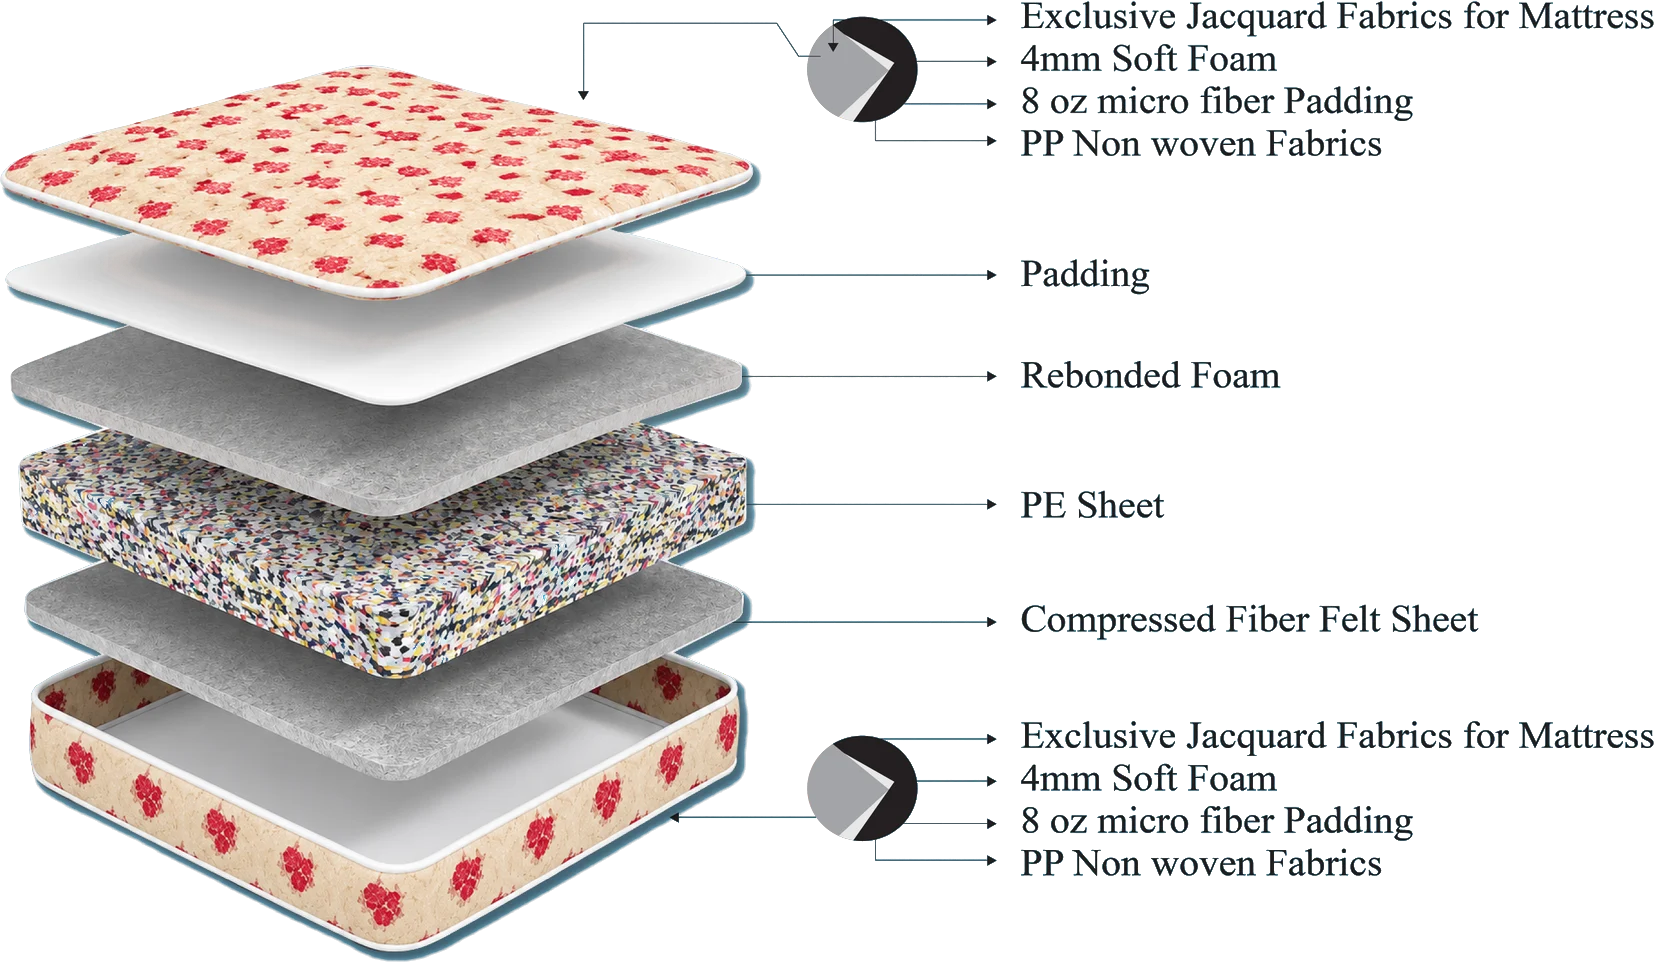 Exclusive Jacquard Fabrics for Mattress
4mm Soft Foam
8 oz micro fiber Padding
PP Non woven Fabrics
Padding
Rebonded Foam
PE Sheet
Compressed Fiber Felt Sheet
Exclusive Jacquard Fabrics for Mattress
4mm Soft Foam
8 oz micro fiber Padding
PP Non woven Fabrics